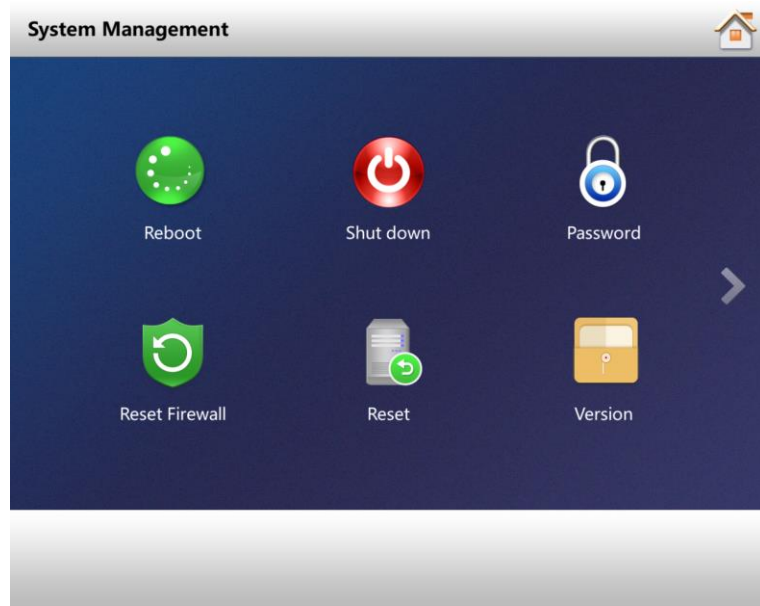 System Management
Reboot
Shut down
Password
Reset Firewall
Reset
Version